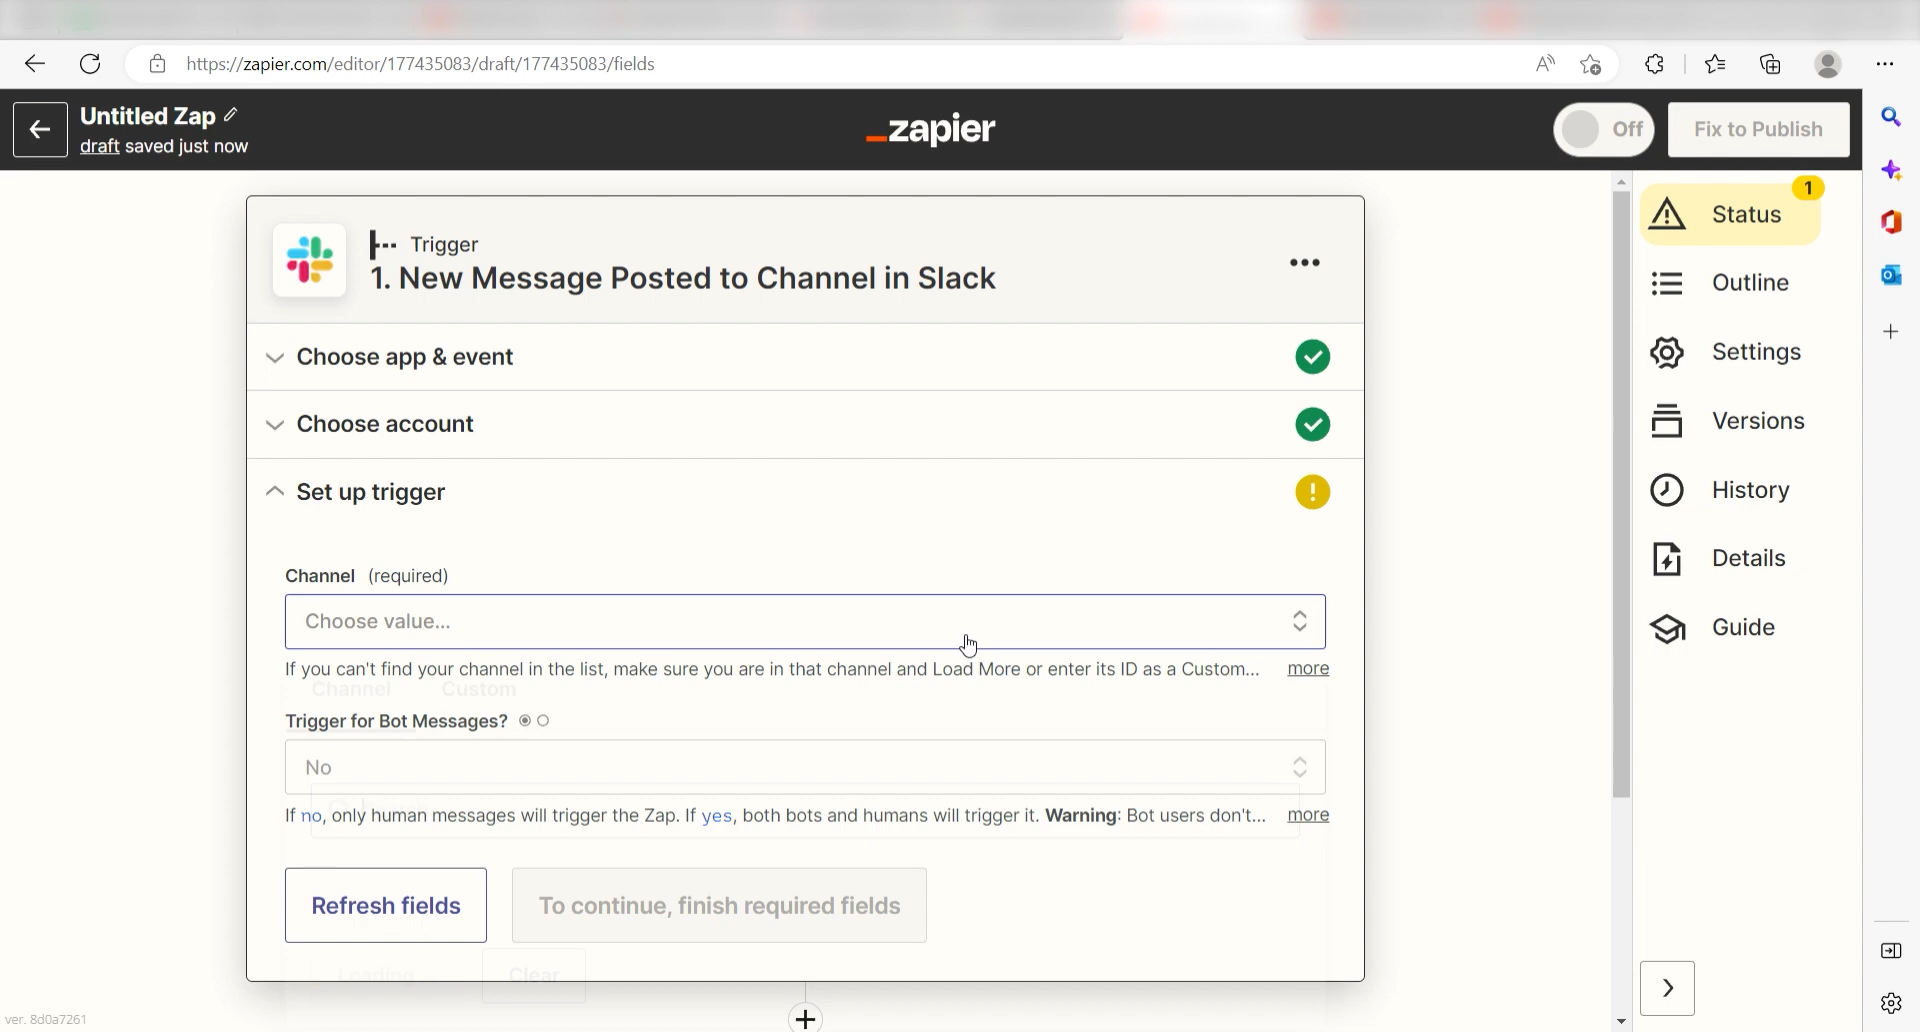 https://zapier.com/editor/177435083/draft/177435083/fields
Untitled Zap
draft saved just now
_zapier
Off
Fix to Publish
Trigger
1. New Message Posted to Channel in Slack
Choose app & event
Choose account
Set up trigger
!
Channel (required)
Choose value...
If you can't find your channel in the list, make sure you are in that channel and Load More or enter its ID as a Custom... more
Channel Custom
Trigger for Bot Messages?
No
If no, only human messages will trigger the Zap. If yes, both bots and humans will trigger it. Warning: Bot users don't... more
Refresh fields
To continue, finish required fields
Loading... Clear
1
Status
Outline
Settings
Versions
History
Details
Guide
ver. 8d0a7261